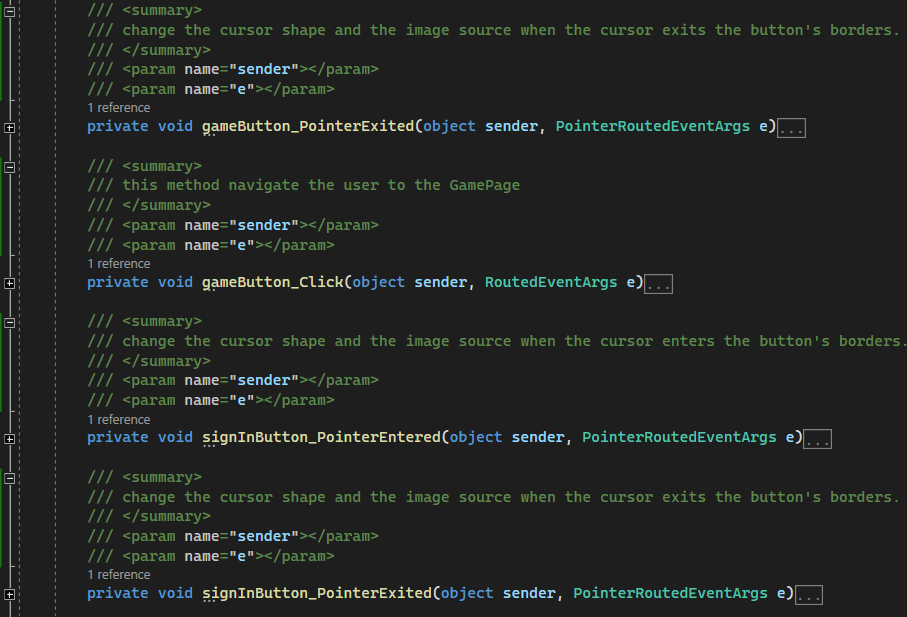 /// <summary>
/// change the cursor shape and the image source when the cursor exits the button's borders.
/// </summary>
/// <param name="sender"></param>
/// <param name="e"></param>
1 reference
private void gameButton_PointerExited(object sender, PointerRoutedEventArgs e)...
/// <summary>
/// this method navigate the user to the GamePage
/// </summary>
/// <param name="sender"></param>
/// <param name="e"></param>
1 reference
private void gameButton_Click(object sender, RoutedEventArgs e)...
/// <summary>
/// change the cursor shape and the image source when the cursor enters the button's borders.
/// </summary>
/// <param name="sender"></param>
/// <param name="e"></param>
1 reference
private void signInButton_PointerEntered(object sender, PointerRoutedEventArgs e)...
/// <summary>
/// change the cursor shape and the image source when the cursor exits the button's borders.
/// </summary>
/// <param name="sender"></param>
/// <param name="e"></param>
1 reference
private void signInButton_PointerExited(object sender, PointerRoutedEventArgs e)...